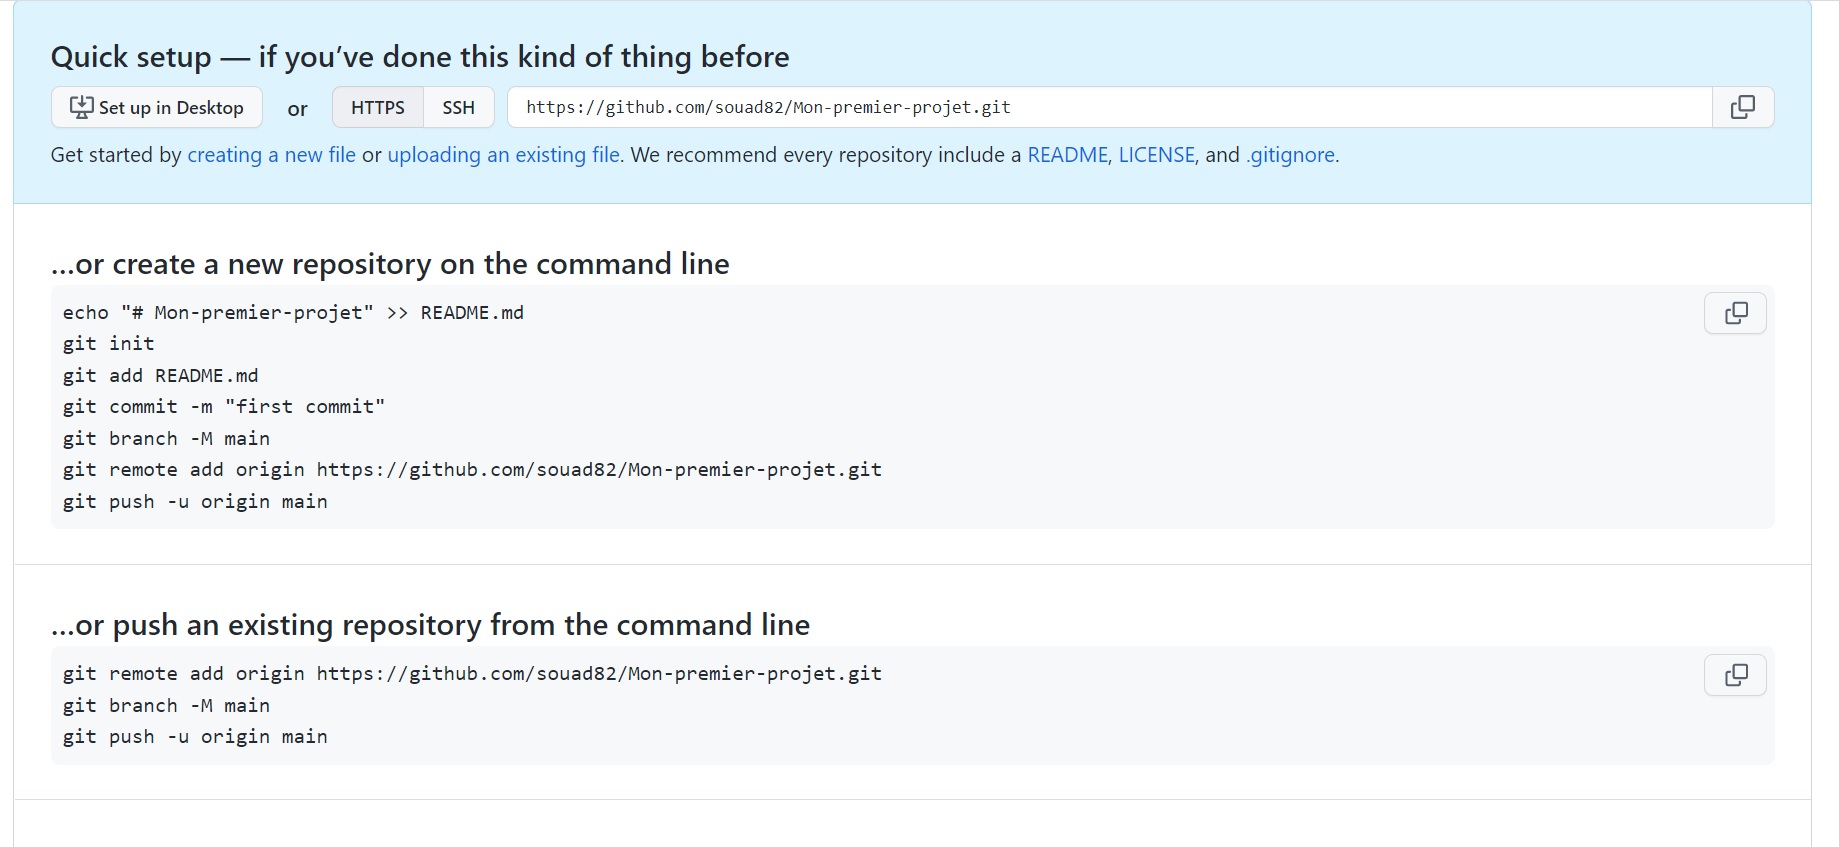 Quick setup — if you’ve done this kind of thing before
Set up in Desktop or HTTPS SSH https://github.com/souad82/Mon-premier-projet.git
Get started by creating a new file or uploading an existing file. We recommend every repository include a README, LICENSE, and .gitignore.
…or create a new repository on the command line
echo "# Mon-premier-projet" >> README.md
git init
git add README.md
git commit -m "first commit"
git branch -M main
git remote add origin https://github.com/souad82/Mon-premier-projet.git
git push -u origin main
…or push an existing repository from the command line
git remote add origin https://github.com/souad82/Mon-premier-projet.git
git branch -M main
git push -u origin main